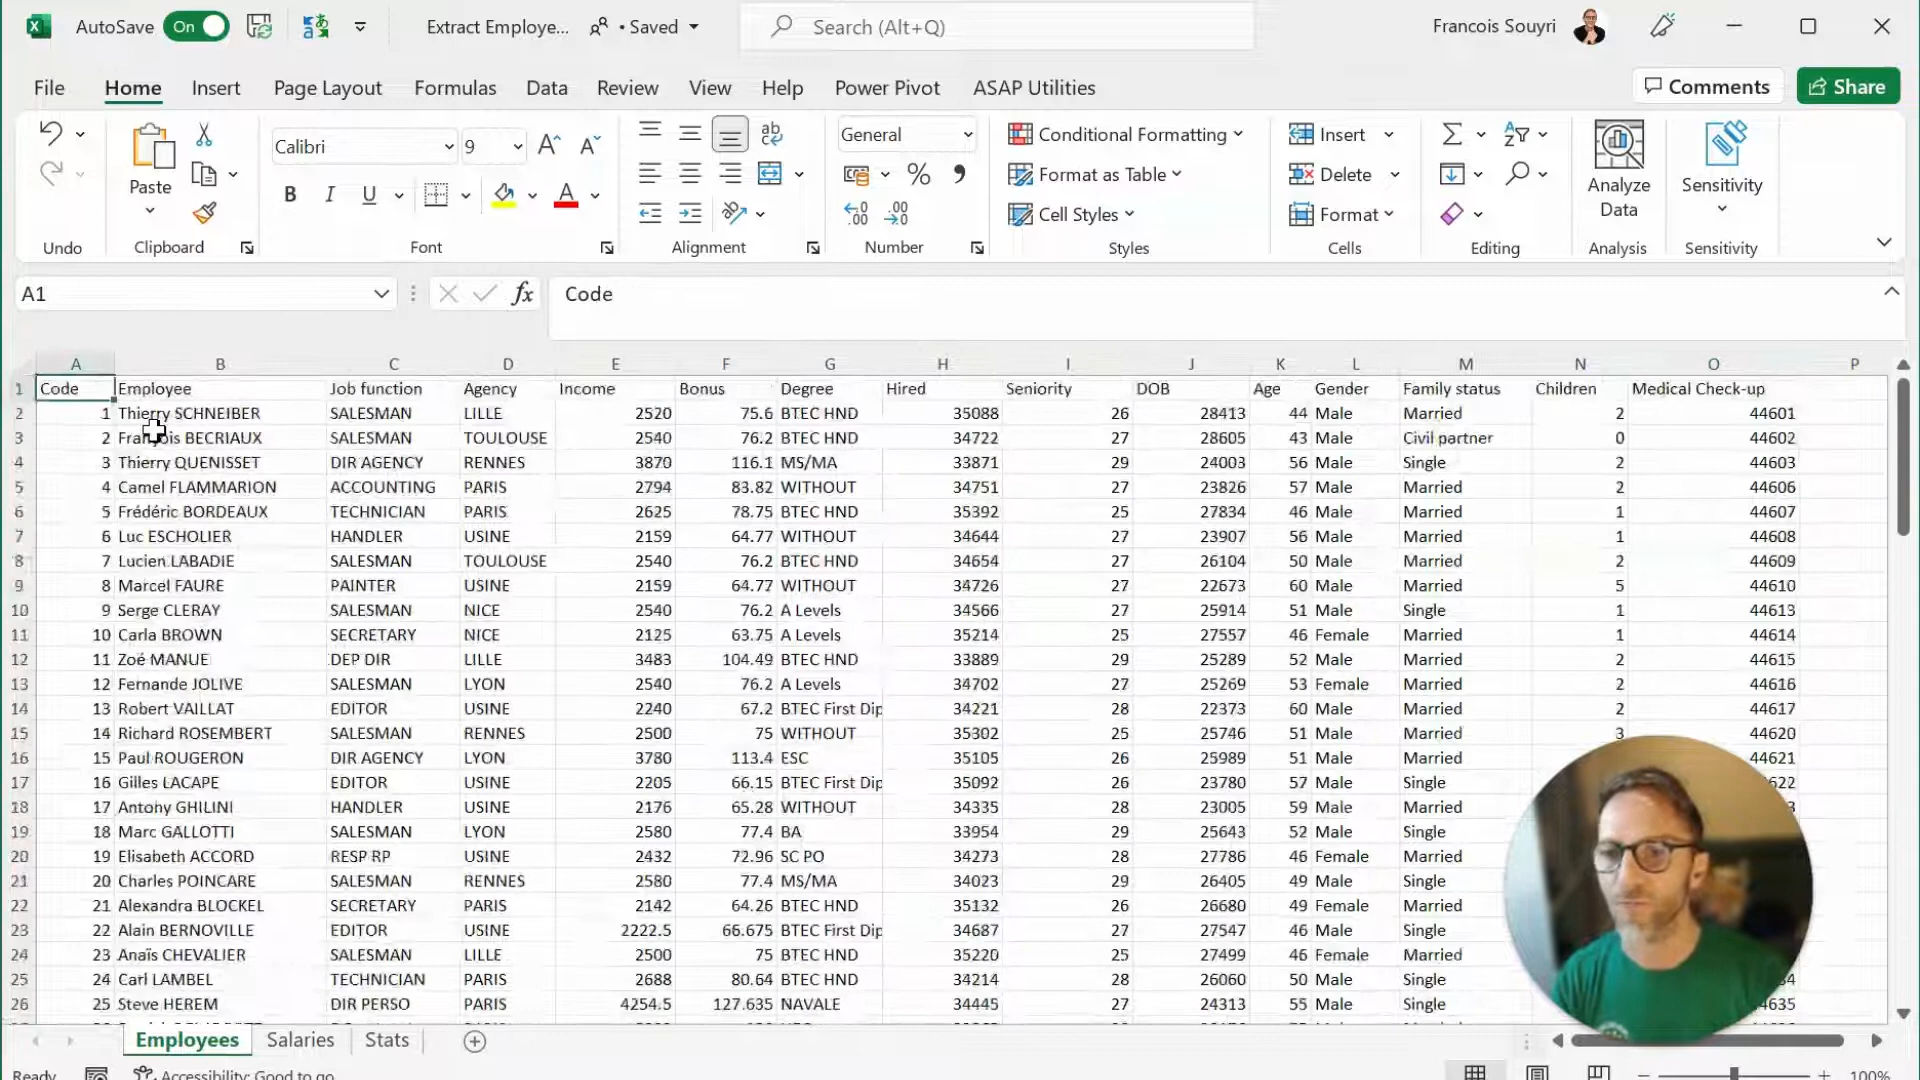 AutoSave On Extract Employe... • Saved Search (Alt+Q) Francois Souyri
File Home Insert Page Layout Formulas Data Review View Help Power Pivot ASAP Utilities Comments Share
Calibri 9 General Conditional Formatting Insert
Paste Format as Table Delete Analyze Data Sensitivity
B I U Cell Styles Format
Undo Clipboard Font Alignment Number Styles Cells Editing Analysis Sensitivity
A1 fx Code
A B C D E F G H I J K L M N O P
1 Code Employee Job function Agency Income Bonus Degree Hired Seniority DOB Age Gender Family status Children Medical Check-up
2 1 Thierry SCHNEIBER SALESMAN LILLE 2520 75.6 BTEC HND 35088 26 28413 44 Male Married 2 44601
3 2 François BECRIAUX SALESMAN TOULOUSE 2540 76.2 BTEC HND 34722 27 28605 43 Male Civil partner 0 44602
4 3 Thierry QUENISSET DIR AGENCY RENNES 3870 116.1 MS/MA 33871 29 24003 56 Male Single 2 44603
5 4 Camel FLAMMARION ACCOUNTING PARIS 2794 83.82 WITHOUT 34751 27 23826 57 Male Married 2 44606
6 5 Frédéric BORDEAUX TECHNICIAN PARIS 2625 78.75 BTEC HND 35392 25 27834 46 Male Married 1 44607
7 6 Luc ESCHOLIER HANDLER USINE 2159 64.77 WITHOUT 34644 27 23907 56 Male Married 1 44608
8 7 Lucien LABADIE SALESMAN TOULOUSE 2540 76.2 BTEC HND 34654 27 26104 50 Male Married 2 44609
9 8 Marcel FAURE PAINTER USINE 2159 64.77 WITHOUT 34726 27 22673 60 Male Married 5 44610
10 9 Serge CLERAY SALESMAN NICE 2540 76.2 A Levels 34566 27 25914 51 Male Single 1 44613
11 10 Carla BROWN SECRETARY NICE 2125 63.75 A Levels 35214 25 27557 46 Female Married 1 44614
12 11 Zoë MANUE DEP DIR LILLE 3483 104.49 BTEC HND 33889 29 25289 52 Male Married 2 44615
13 12 Fernande JOLIVE SALESMAN LYON 2540 76.2 A Levels 34702 27 25269 53 Female Married 2 44616
14 13 Robert VAILLAT EDITOR USINE 2240 67.2 BTEC First Dip 34221 28 22373 60 Male Married 2 44617
15 14 Richard ROSEMBERT SALESMAN RENNES 2500 75 WITHOUT 35302 25 25746 51 Male Married 3 44620
16 15 Paul ROUGERON DIR AGENCY LYON 3780 113.4 ESC 35105 26 25989 51 Male Married 44621
17 16 Gilles LACAPE EDITOR USINE 2205 66.15 BTEC First Dip 35092 26 23780 57 Male Single 622
18 17 Antony GHILINI HANDLER USINE 2176 65.28 WITHOUT 34335 28 23005 59 Male Married 3
19 18 Marc GALLOTTI SALESMAN LYON 2580 77.4 BA 33954 29 25643 52 Male Single
20 19 Elisabeth ACCORD RESP RP USINE 2432 72.96 SC PO 34273 28 27786 46 Female Married
21 20 Charles POINCARE SALESMAN RENNES 2580 77.4 MS/MA 34023 29 26405 49 Male Single
22 21 Alexandra BLOCKEL SECRETARY PARIS 2142 64.26 BTEC HND 35132 26 26680 49 Female Married
23 22 Alain BERNOVILLE EDITOR USINE 2222.5 66.675 BTEC First Dip 34687 27 27547 46 Male Single
24 23 Anaïs CHEVALIER SALESMAN LILLE 2500 75 BTEC HND 35220 25 27499 46 Female Married
25 24 Carl LAMBEL TECHNICIAN PARIS 2688 80.64 BTEC HND 34214 28 26060 50 Male Single 4
26 25 Steve HEREM DIR PERSO PARIS 4254.5 127.635 NAVALE 34445 27 24313 55 Male Single 4635
Employees Salaries Stats
Ready Accessibility: Good to go 100%